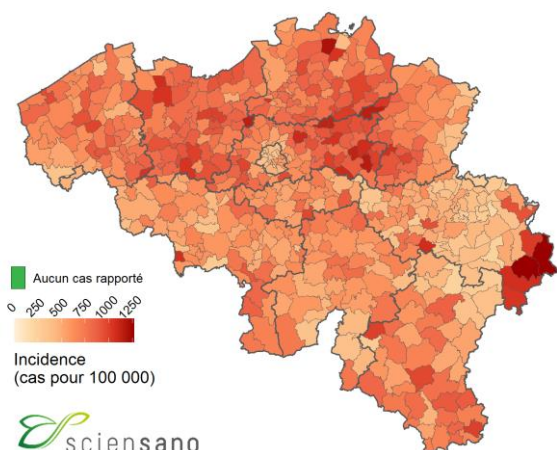 Aucun cas rapporté
0 250 500 750 1000 1250
Incidence
(cas pour 100 000)
sciensano